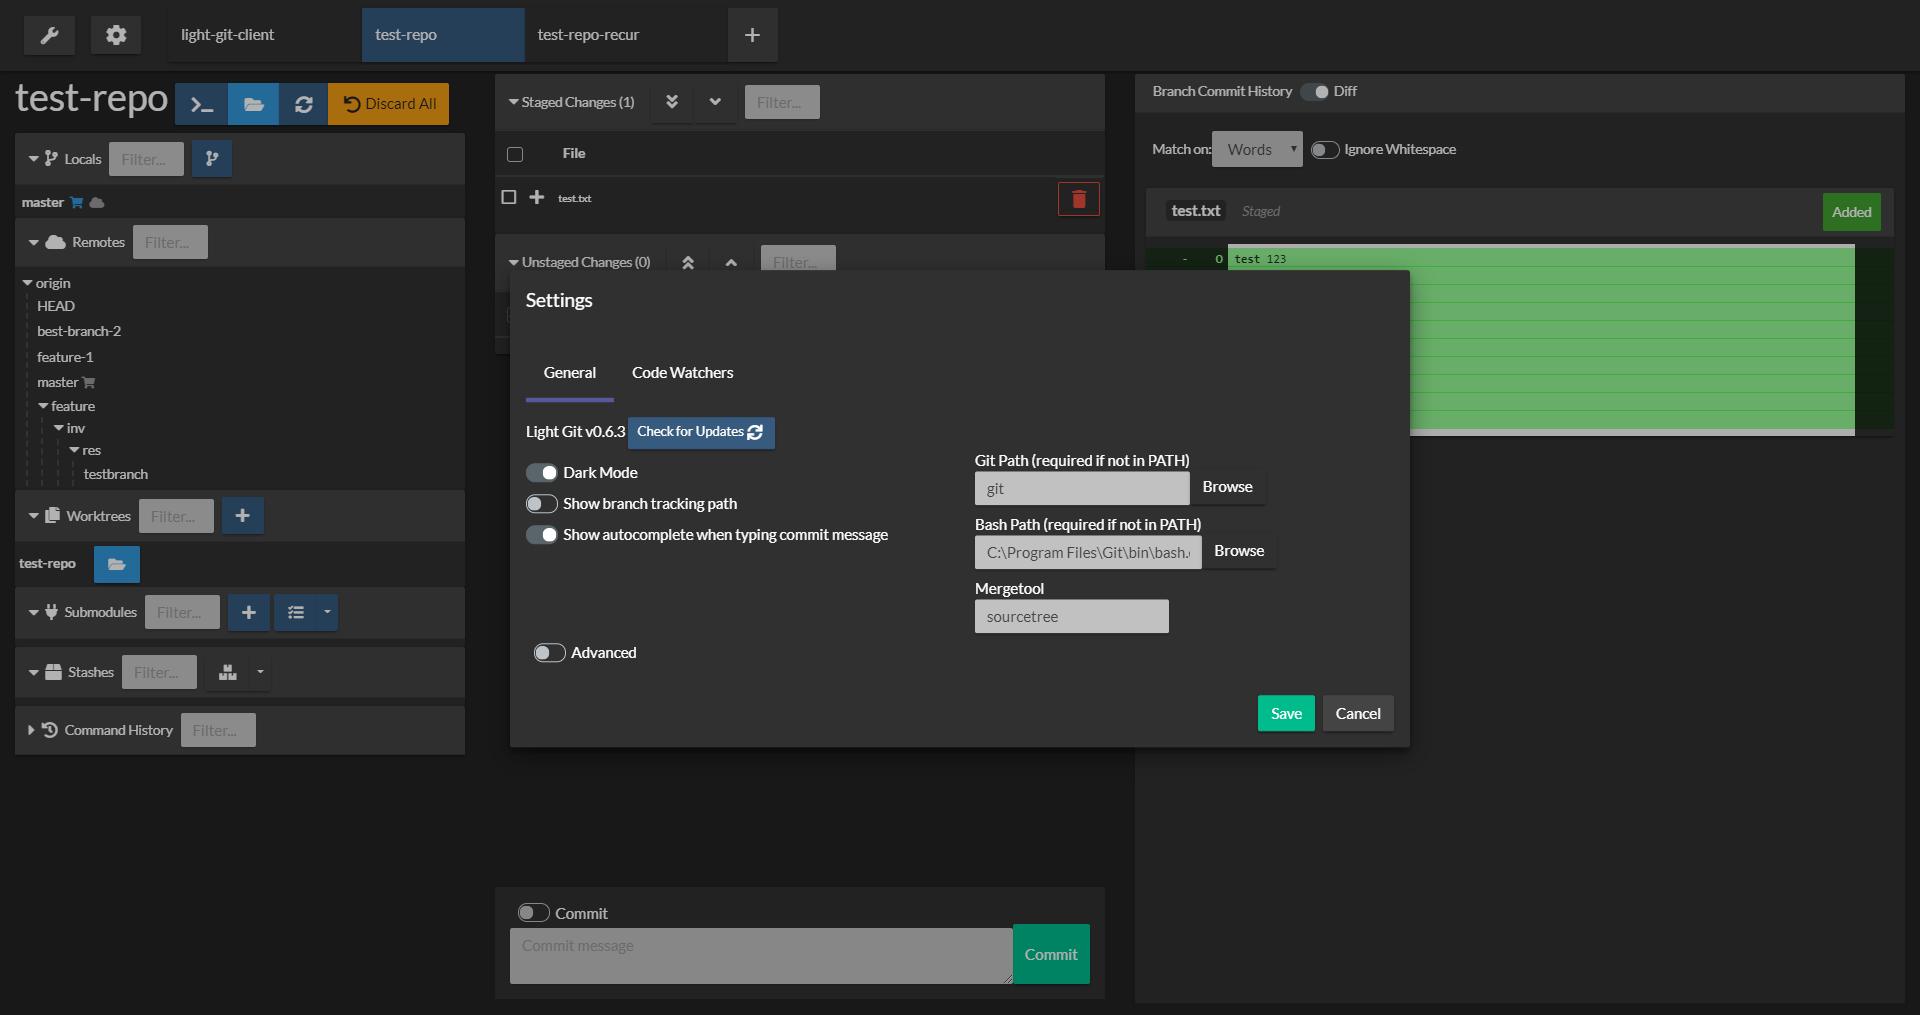 light-git-client
test-repo
test-repo-recur
test-repo
Discard All
Locals
Filter...
master
Remotes
Filter...
origin
HEAD
best-branch-2
feature-1
master
feature
inv
res
testbranch
Worktrees
Filter...
test-repo
Submodules
Filter...
Stashes
Filter...
Command History
Filter...
Staged Changes (1)
Filter...
File
test.txt
Unstaged Changes (0)
Filter...
Branch Commit History
Diff
Match on:
Words
Ignore Whitespace
test.txt
Staged
Added
- 0 test 123
Settings
General
Code Watchers
Light Git v0.6.3
Check for Updates
Dark Mode
Show branch tracking path
Show autocomplete when typing commit message
Advanced
Git Path (required if not in PATH)
git
Browse
Bash Path (required if not in PATH)
C:\Program Files\Git\bin\bash.
Browse
Mergetool
sourcetree
Save
Cancel
Commit
Commit message
Commit